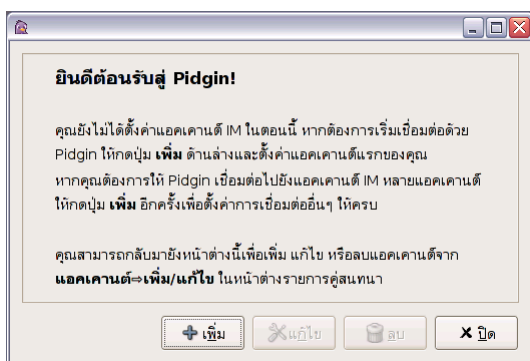 ยินดีต้อนรับสู่ Pidgin!
คุณยังไม่ได้ตั้งค่าแอคเคานต์ IM ในตอนนี้ หากต้องการเริ่มเชื่อมต่อด้วย
Pidgin ให้กดปุ่ม เพิ่ม ด้านล่างและตั้งค่าแอคเคานต์แรกของคุณ
หากคุณต้องการให้ Pidgin เชื่อมต่อไปยังแอคเคานต์ IM หลายแอคเคานต์
ให้กดปุ่ม เพิ่ม อีกครั้งเพื่อตั้งค่าการเชื่อมต่ออื่นๆ ให้ครบ
คุณสามารถกลับมายังหน้าต่างนี้เพื่อเพิ่ม แก้ไข หรือลบแอคเคานต์จาก
แอคเคานต์⇨เพิ่ม/แก้ไข ในหน้าต่างรายการคู่สนทนา
เพิ่ม แก้ไข ลบ ปิด